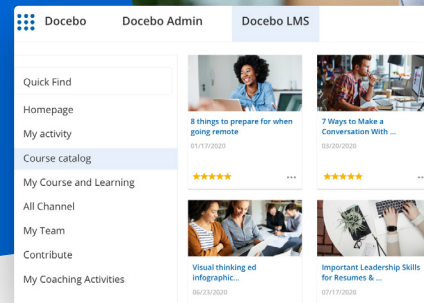 Docebo Docebo Admin Docebo LMS
Quick Find
Homepage
My activity
Course catalog
My Course and Learning
All Channel
My Team
Contribute
My Coaching Activities
8 things to prepare for when
going remote
01/17/2020
7 Ways to Make a
Conversation With ...
03/20/2020
Visual thinking ed
infographic...
06/23/2020
Important Leadership Skills
for Resumes & ...
07/17/2020